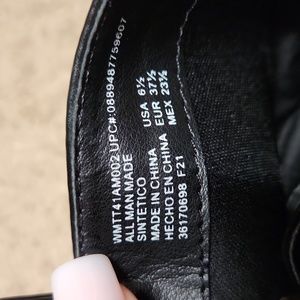 WMTT41AM002 UPC#:0889487759607
ALL MAN MADE USA 6½
SINTETICO EUR 37½
MADE IN CHINA MEX 23½
HECHO EN CHINA
36170698 F21